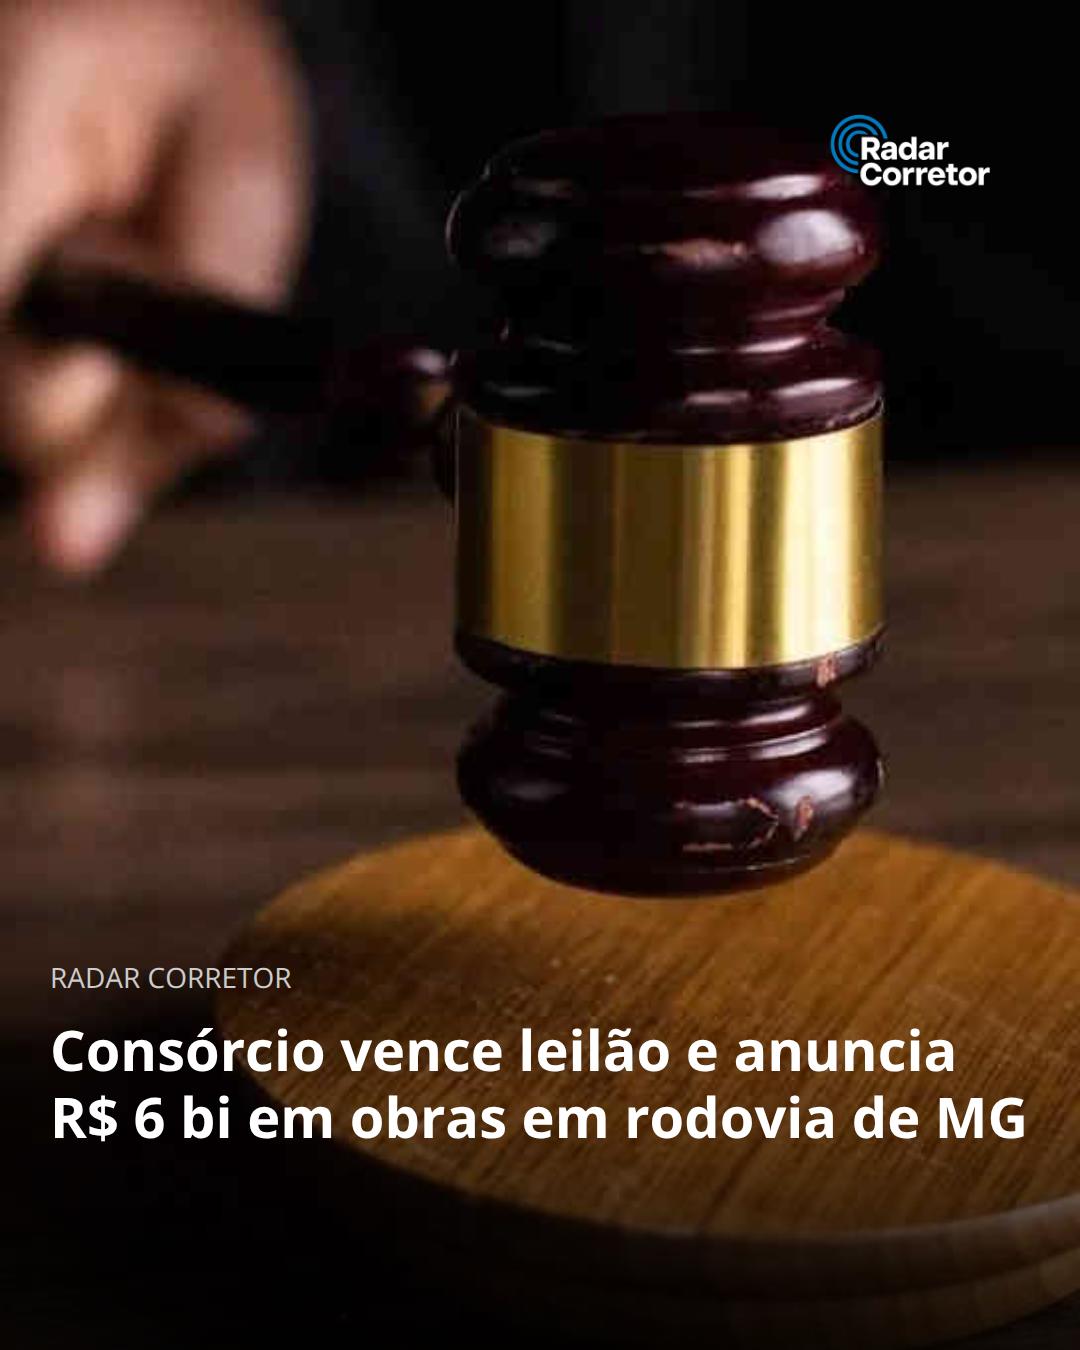 Radar
Corretor
RADAR CORRETOR
Consórcio vence leilão e anuncia
R$ 6 bi em obras em rodovia de MG